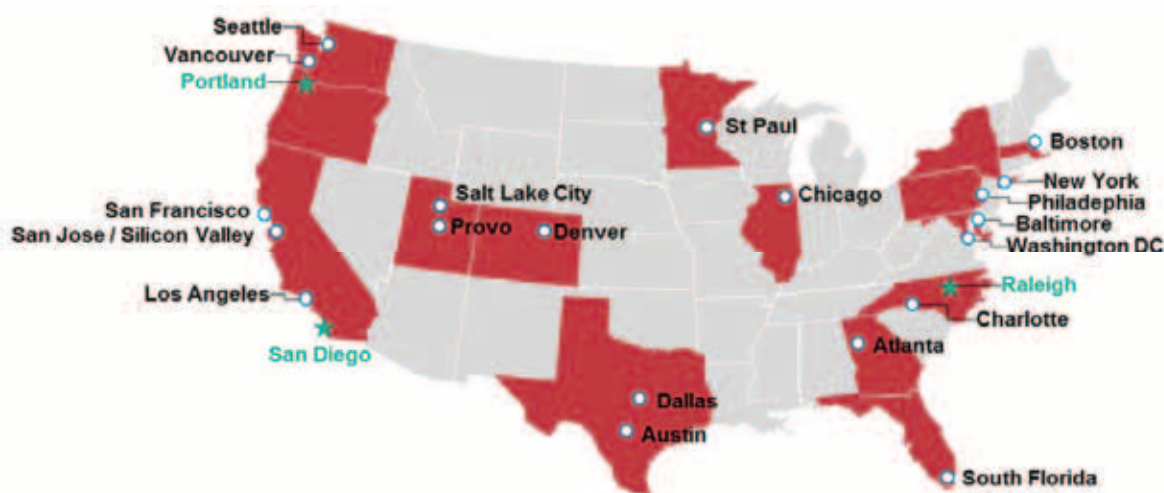 Seattle
Vancouver
Portland
St Paul
Boston
Salt Lake City
Chicago
New York
Philadephia
San Francisco
Provo
Denver
Baltimore
San Jose / Silicon Valley
Washington DC
Los Angeles
Raleigh
Charlotte
San Diego
Atlanta
Dallas
Austin
South Florida